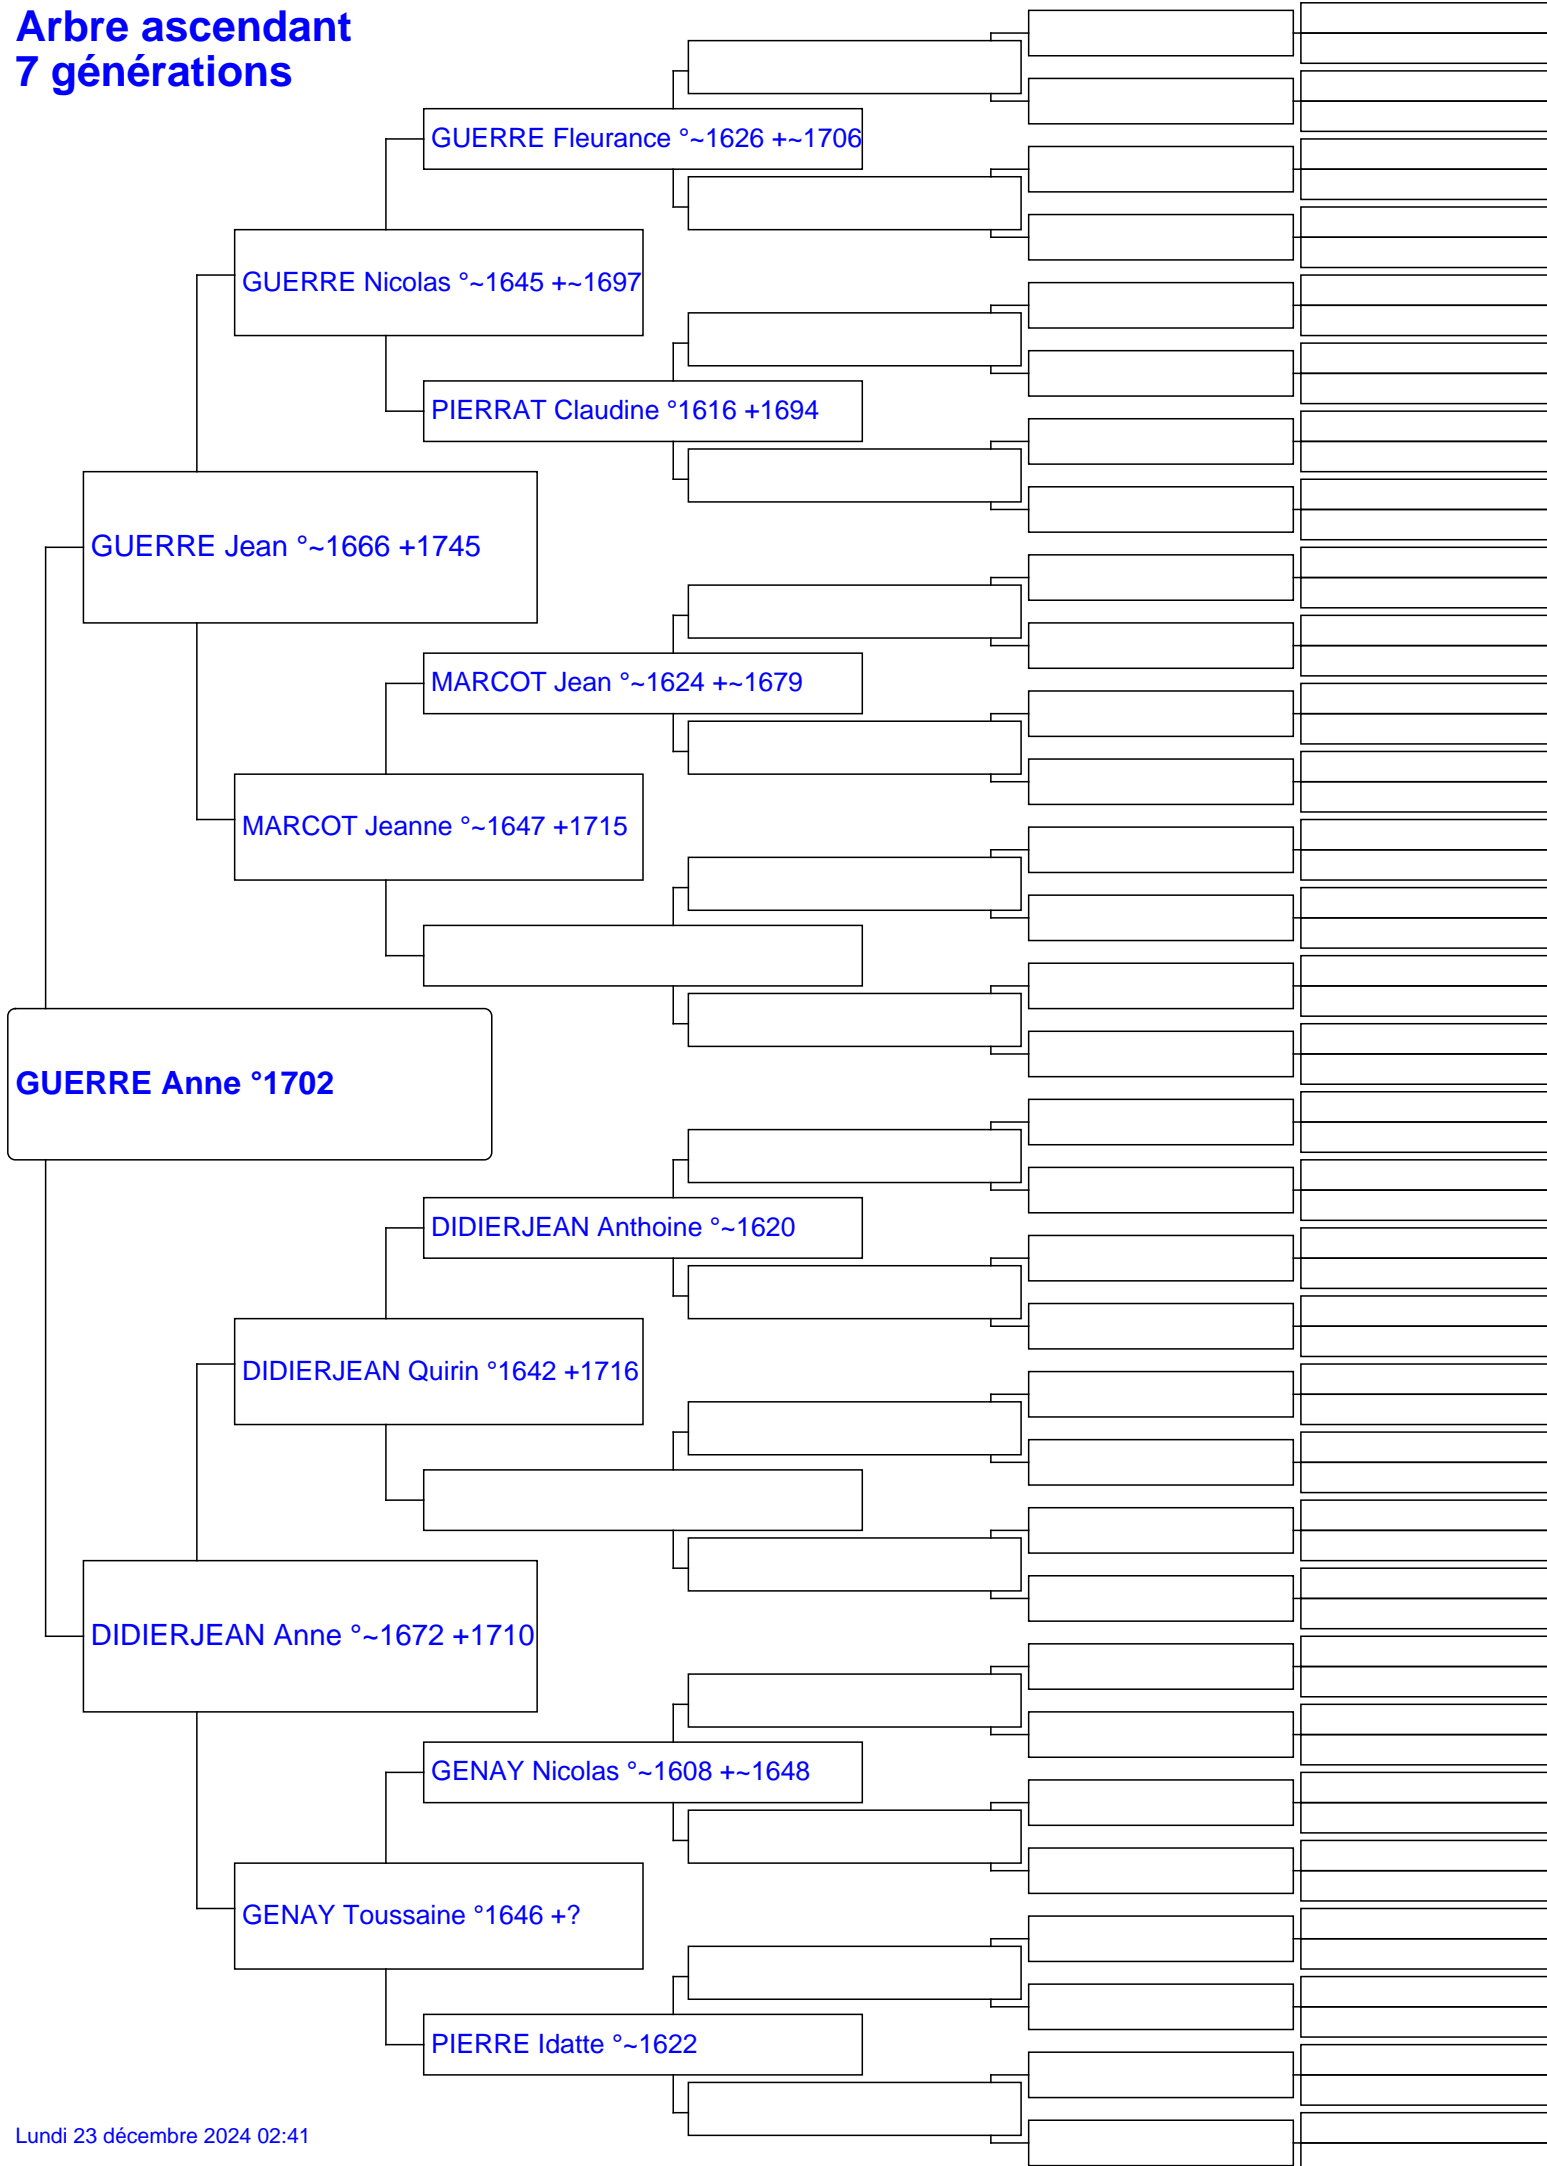 Arbre ascendant
7 générations
GUERRE Fleurance °~1626 +~1706
GUERRE Nicolas °~1645 +~1697
PIERRAT Claudine °1616 +1694
GUERRE Jean °~1666 +1745
MARCOT Jean °~1624 +~1679
MARCOT Jeanne °~1647 +1715
GUERRE Anne °1702
DIDIERJEAN Anthoine °~1620
DIDIERJEAN Quirin °1642 +1716
DIDIERJEAN Anne °~1672 +1710
GENAY Nicolas °~1608 +~1648
GENAY Toussaine °1646 +?
PIERRE Idatte °~1622
Lundi 23 décembre 2024 02:41